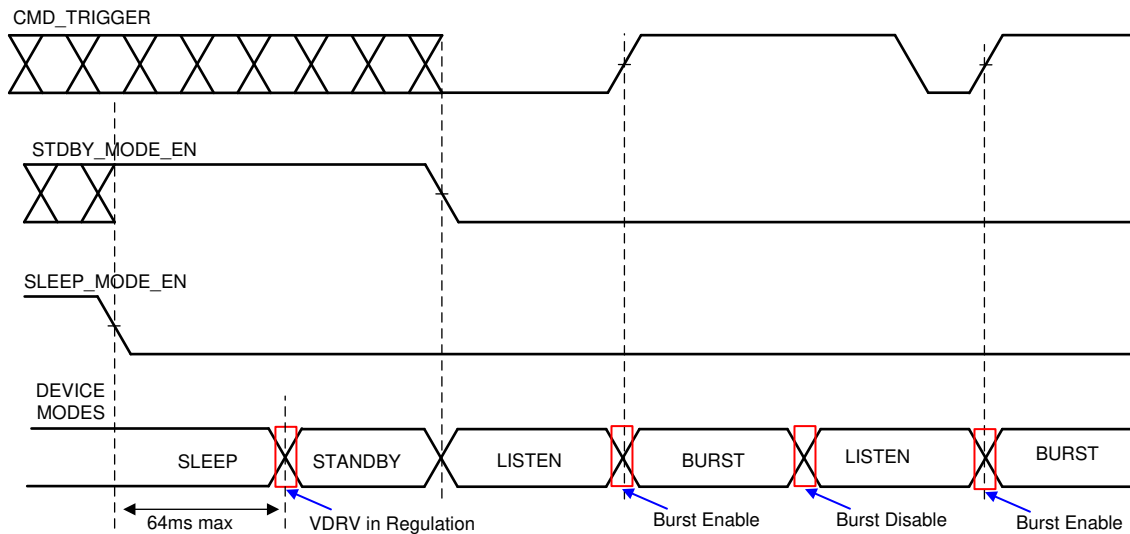 CMD_TRIGGER
STDBY_MODE_EN
SLEEP_MODE_EN
DEVICE
MODES
SLEEP
STANDBY
LISTEN
BURST
LISTEN
BURST
64ms max
VDRV in Regulation
Burst Enable
Burst Disable
Burst Enable